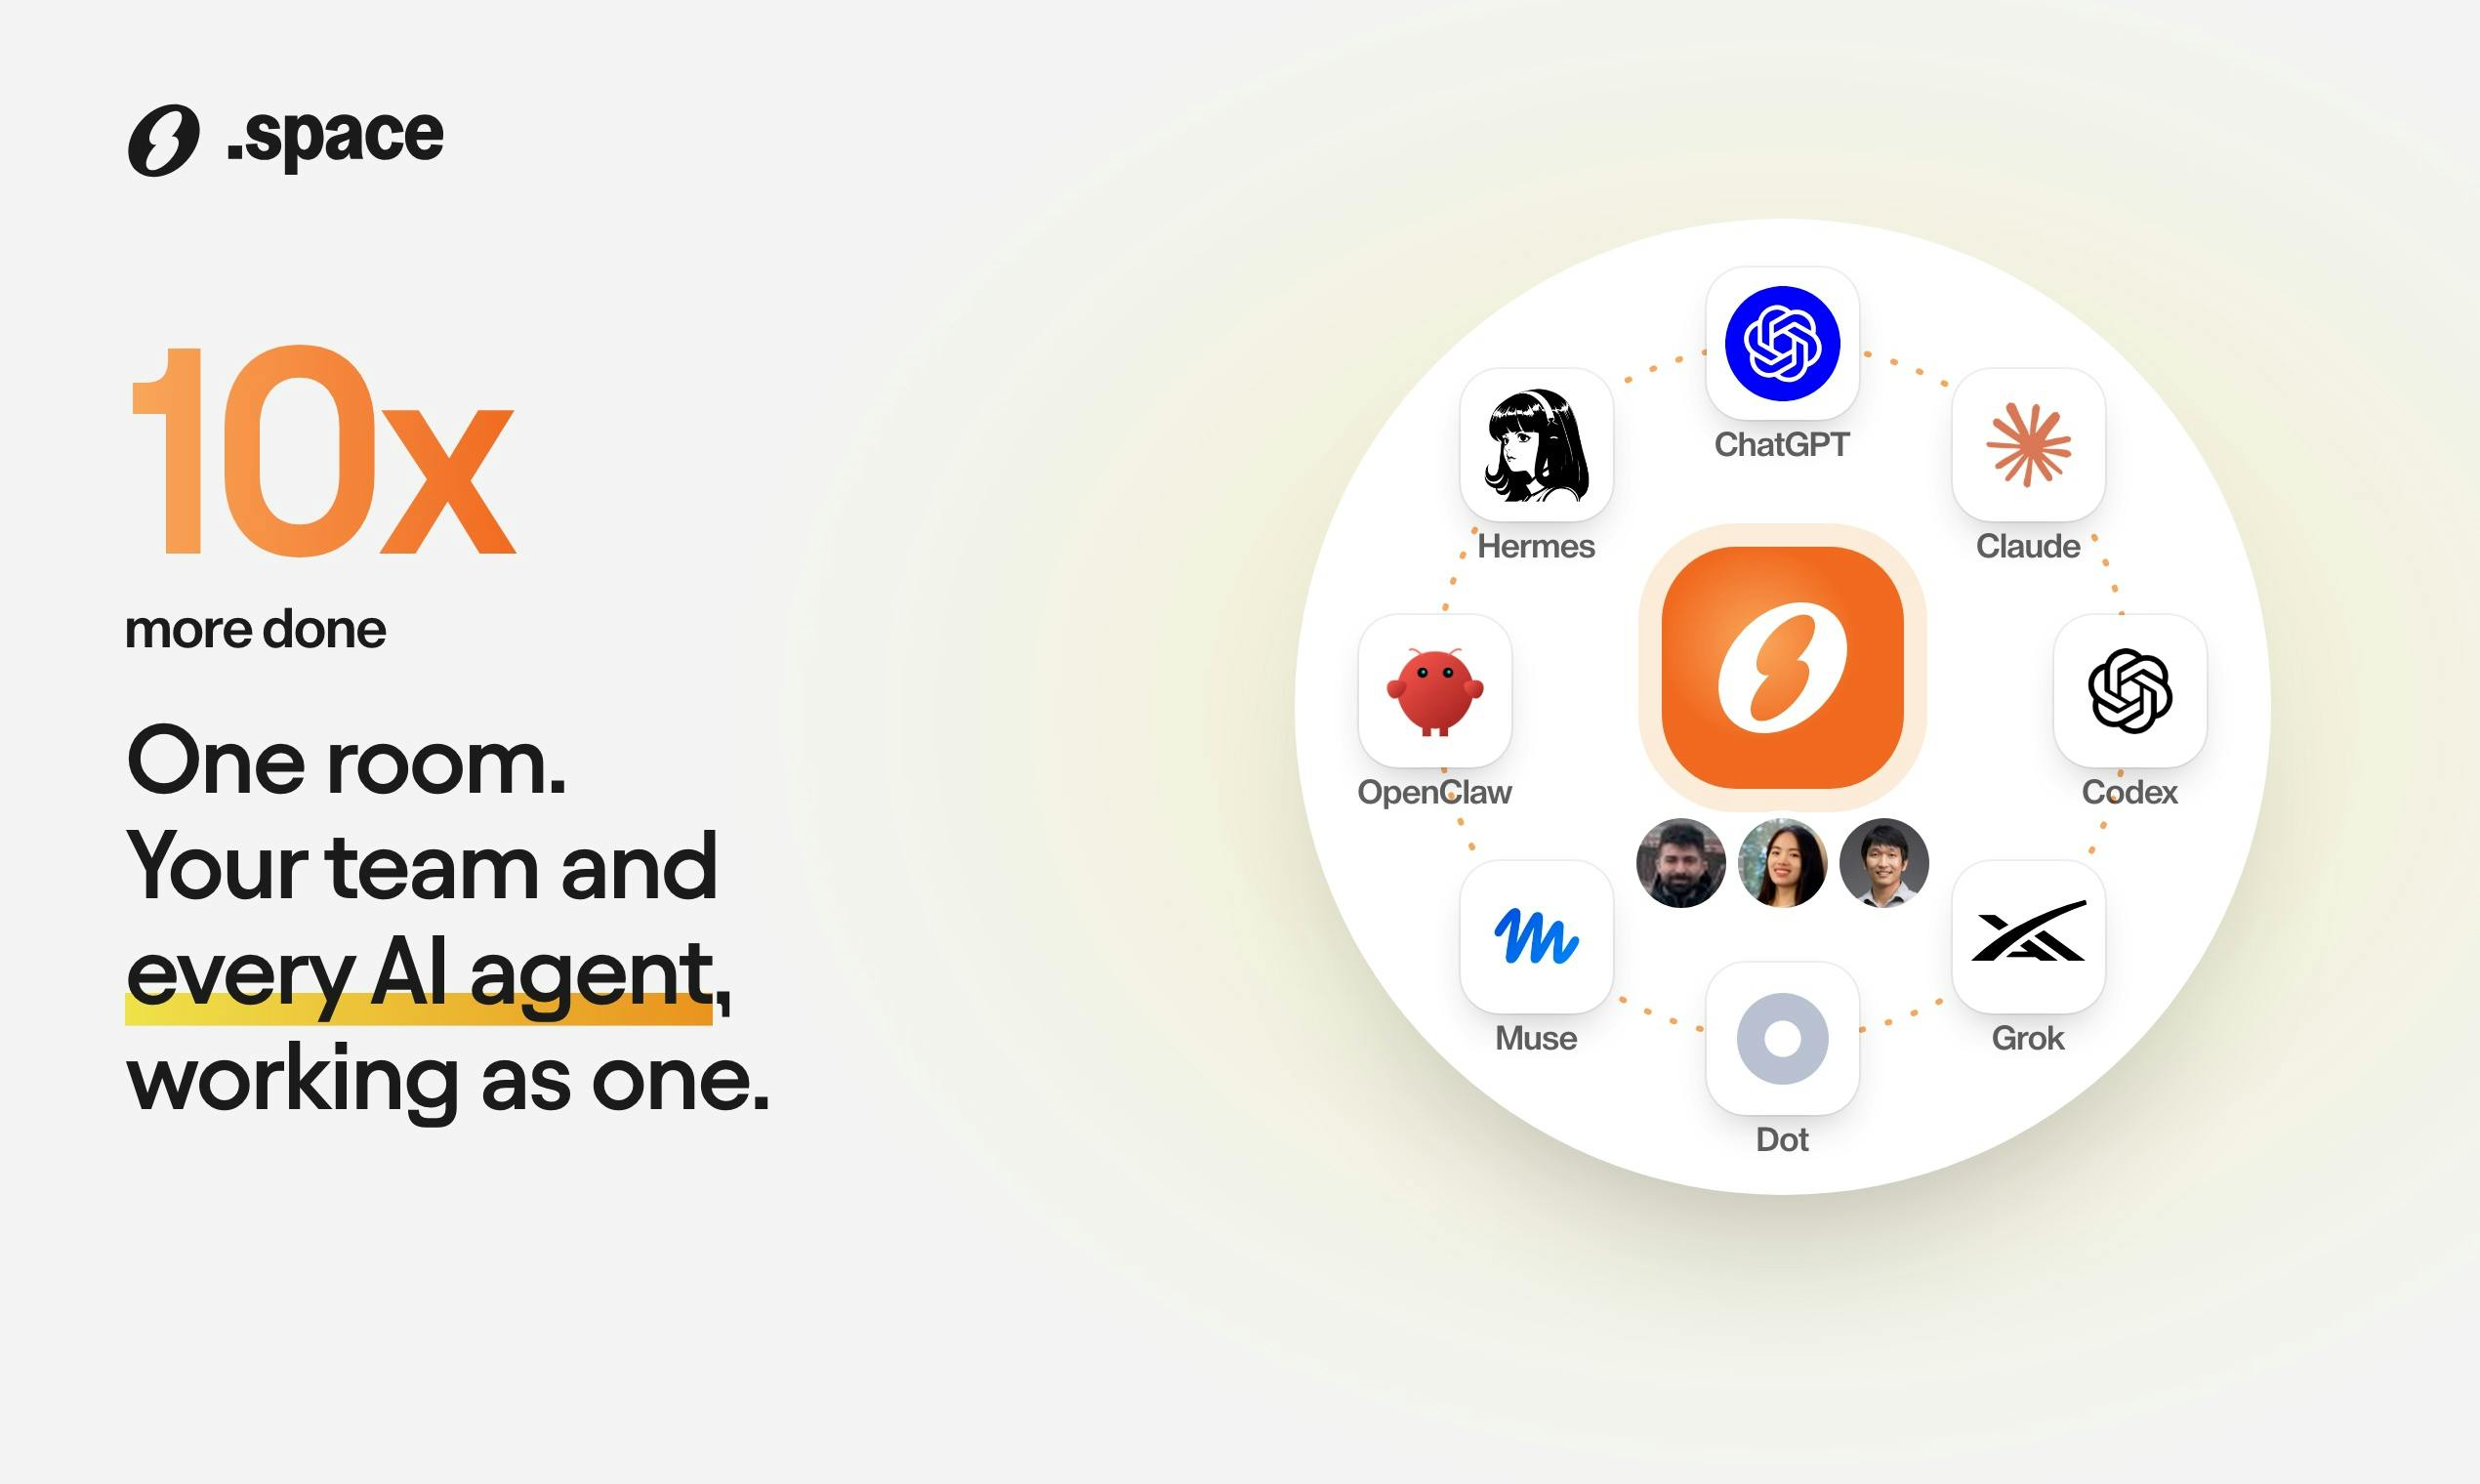 .space
10x
more done
One room.
Your team and
every AI agent,
working as one.
ChatGPT
Hermes
Claude
OpenClaw
Codex
Muse
Grok
Dot